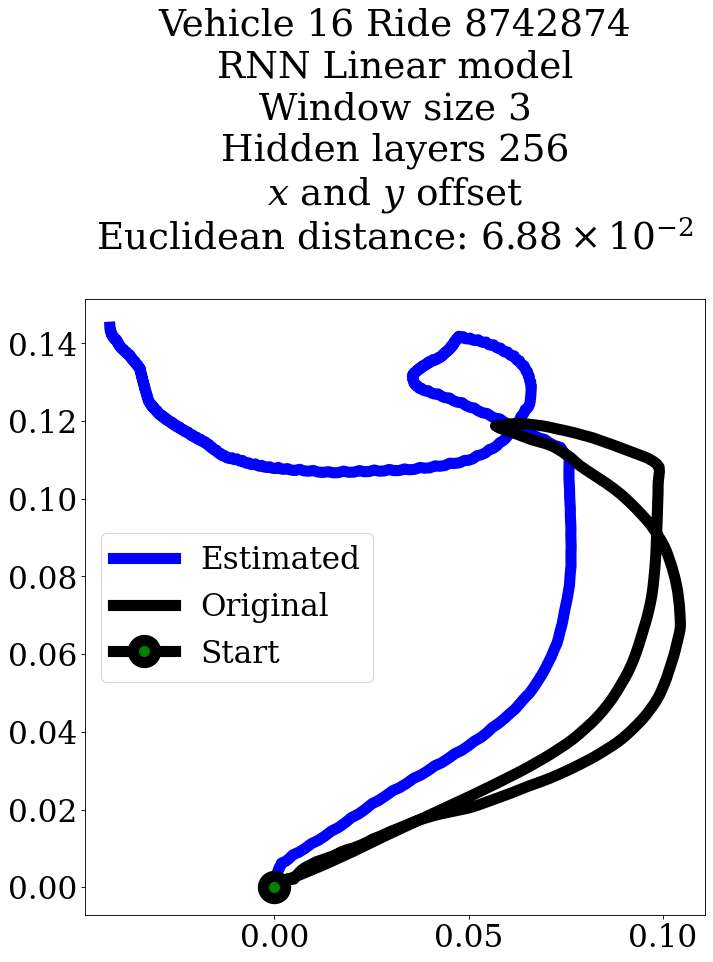 Vehicle 16 Ride 8742874
RNN Linear model
Window size 3
Hidden layers 256
x and y offset
Euclidean distance: 6.88 × 10⁻²
0.14
0.12
0.10
0.08
0.06
0.04
0.02
0.00
Estimated
Original
Start
0.00 0.05 0.10